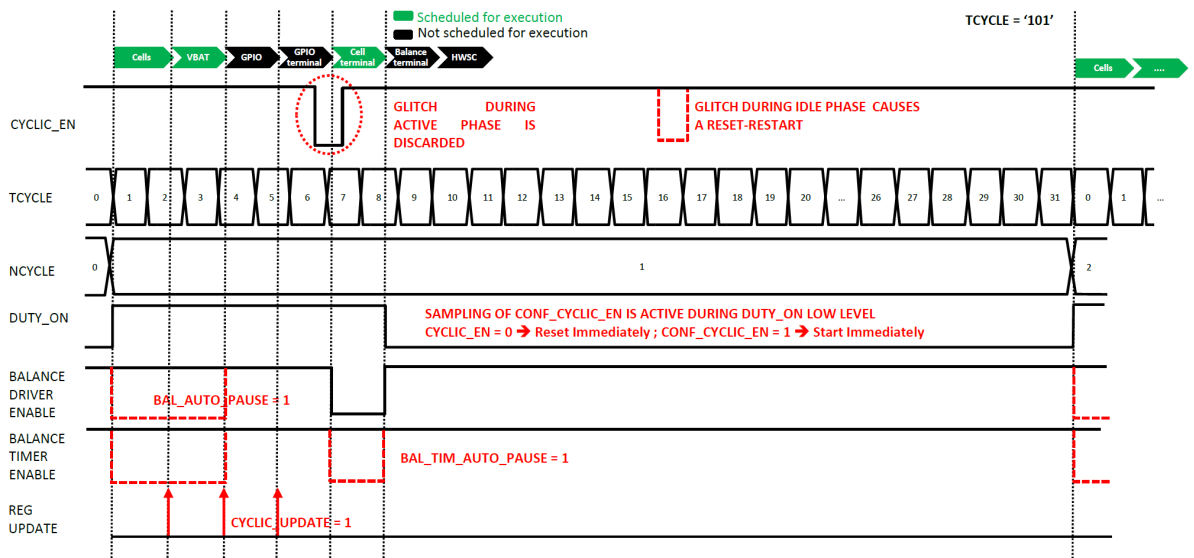 Scheduled for execution
Not scheduled for execution
TCYCLE = ‘101’
Cells
VBAT
GPIO
GPIO
terminal
Cell
terminal
Balance
terminal
HWSC
Cells
....
CYCLIC_EN
GLITCH DURING
ACTIVE PHASE IS
DISCARDED
GLITCH DURING IDLE PHASE CAUSES
A RESET-RESTART
TCYCLE
0 1 2 3 4 5 6 7 8 9 10 11 12 13 14 15 16 17 18 19 20 ... 26 27 28 29 30 31 0 1 ...
NCYCLE
0 1 2
DUTY_ON
SAMPLING OF CONF_CYCLIC_EN IS ACTIVE DURING DUTY_ON LOW LEVEL
CYCLIC_EN = 0 ➔ Reset Immediately ; CONF_CYCLIC_EN = 1 ➔ Start Immediately
BALANCE
DRIVER
ENABLE
BAL_AUTO_PAUSE = 1
BALANCE
TIMER
ENABLE
BAL_TIM_AUTO_PAUSE = 1
REG
UPDATE
CYCLIC_UPDATE = 1